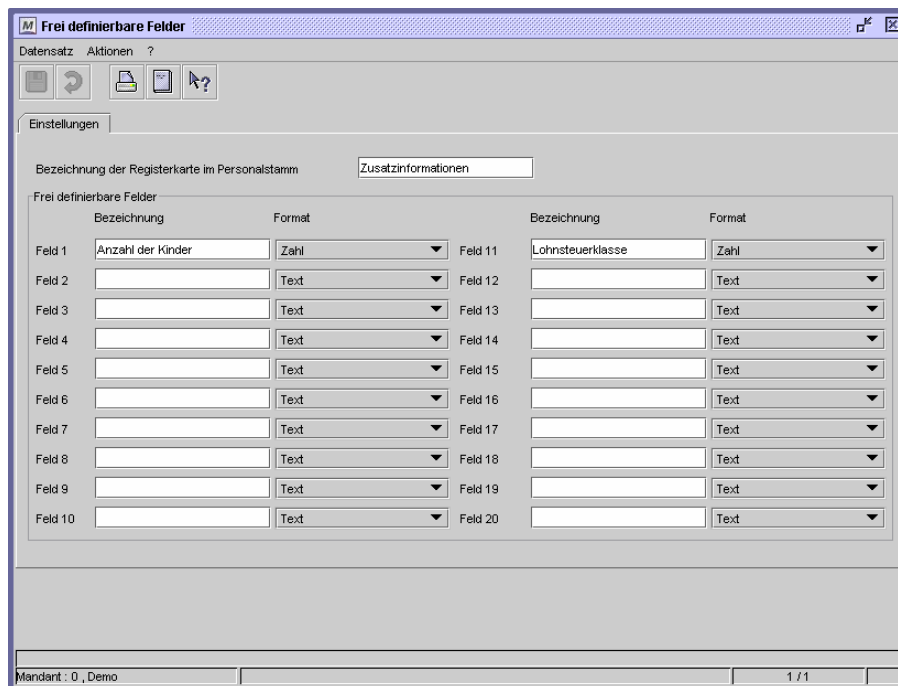 M Frei definierbare Felder
Datensatz Aktionen ?
?
Einstellungen
Bezeichnung der Registerkarte im Personalstamm Zusatzinformationen
Frei definierbare Felder
Bezeichnung Format Bezeichnung Format
Feld 1 Anzahl der Kinder Zahl Feld 11 Lohnsteuerklasse Zahl
Feld 2 Text Feld 12 Text
Feld 3 Text Feld 13 Text
Feld 4 Text Feld 14 Text
Feld 5 Text Feld 15 Text
Feld 6 Text Feld 16 Text
Feld 7 Text Feld 17 Text
Feld 8 Text Feld 18 Text
Feld 9 Text Feld 19 Text
Feld 10 Text Feld 20 Text
Mandant : 0 , Demo 1 / 1